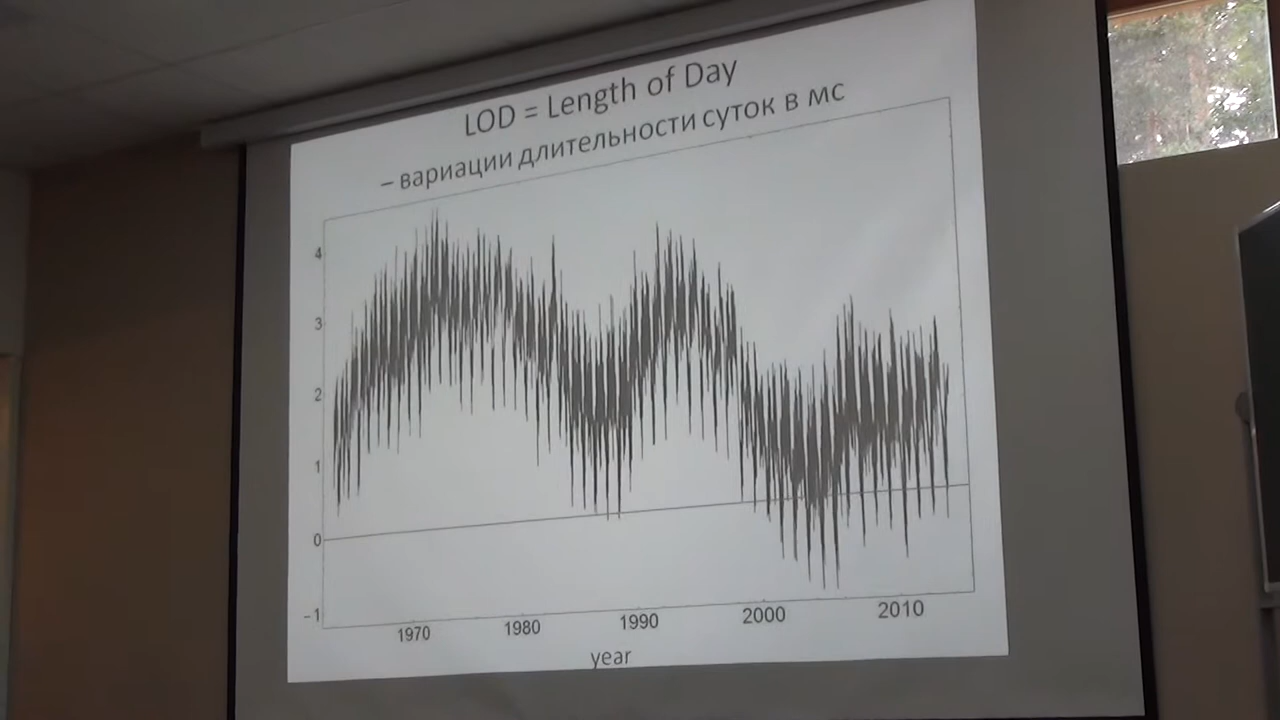 LOD = Length of Day
– вариации длительности суток в мс
4
3
2
1
0
–1
1970 1980 1990 2000 2010
year